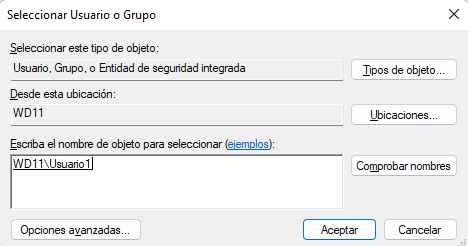 Seleccionar Usuario o Grupo
Seleccionar este tipo de objeto:
Usuario, Grupo, o Entidad de seguridad integrada
Tipos de objeto...
Desde esta ubicación:
WD11
Ubicaciones...
Escriba el nombre de objeto para seleccionar (ejemplos):
WD11\Usuario1
Comprobar nombres
Opciones avanzadas...
Aceptar
Cancelar